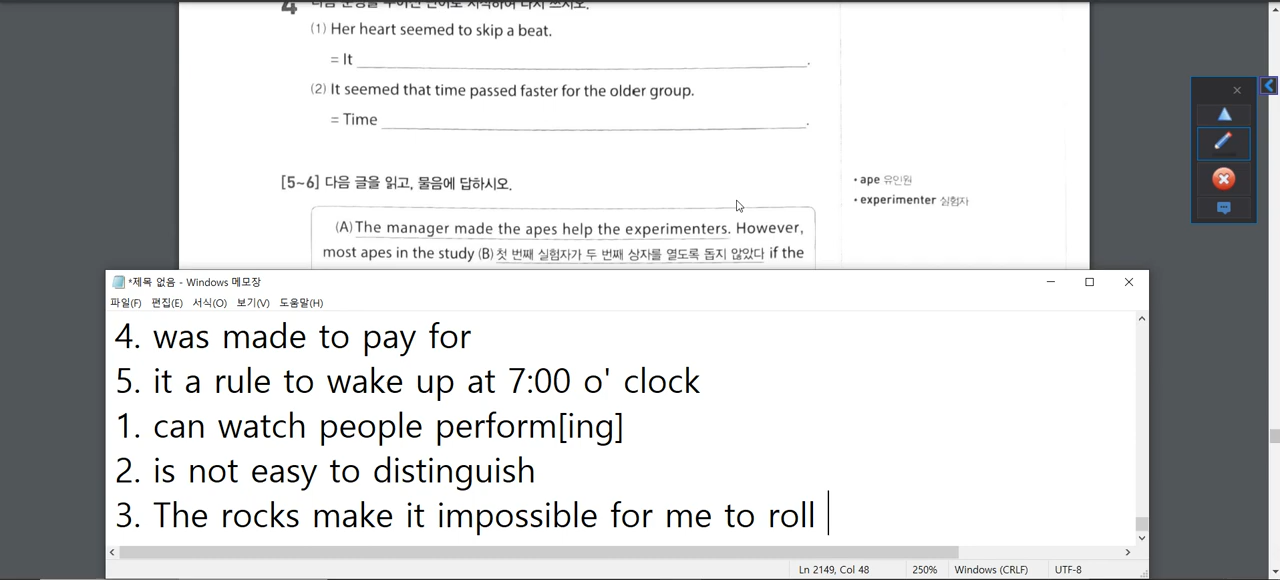 4 다음 문장을 주어진 단어로 시작하여 다시 쓰시오.
(1) Her heart seemed to skip a beat.
= It .
(2) It seemed that time passed faster for the older group.
= Time .
[5~6] 다음 글을 읽고, 물음에 답하시오.
• ape 유인원
• experimenter 실험자
(A) The manager made the apes help the experimenters. However,
most apes in the study (B) 첫 번째 실험자가 두 번째 상자를 열도록 돕지 않았다 if the
*제목 없음 - Windows 메모장
파일(F) 편집(E) 서식(O) 보기(V) 도움말(H)
4. was made to pay for
5. it a rule to wake up at 7:00 o' clock
1. can watch people perform[ing]
2. is not easy to distinguish
3. The rocks make it impossible for me to roll
Ln 2149, Col 48 250% Windows (CRLF) UTF-8